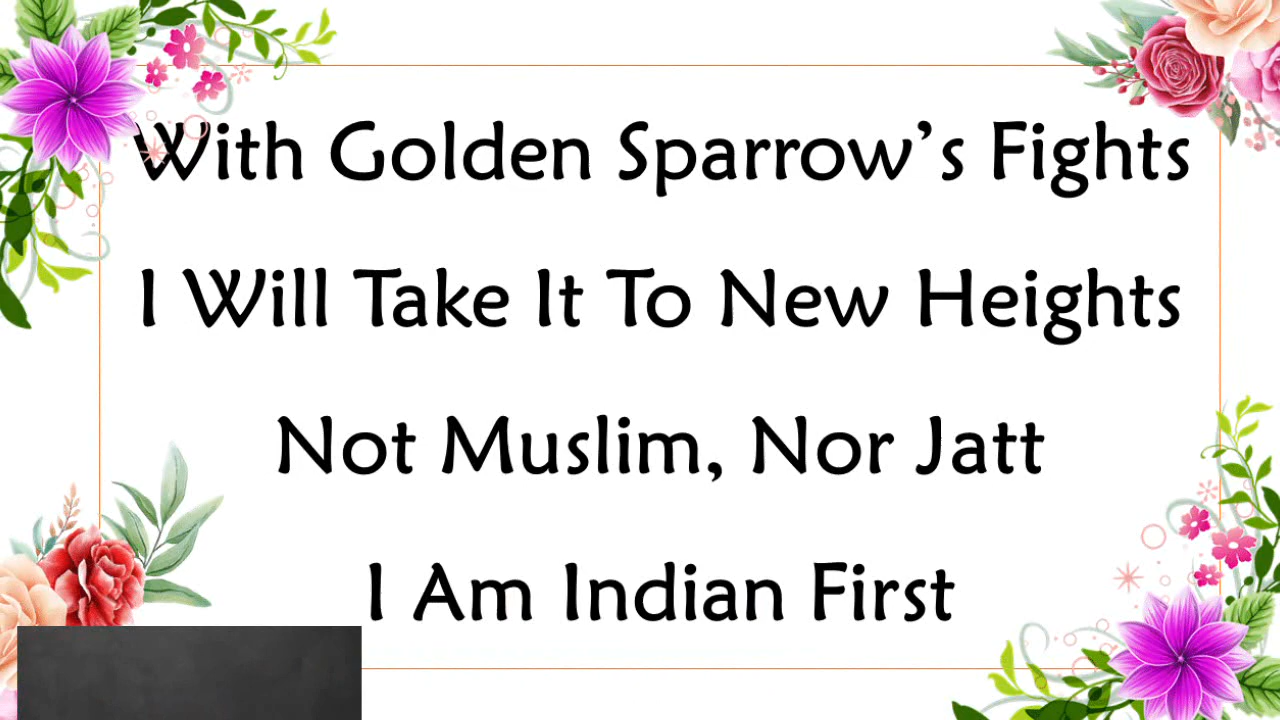 With Golden Sparrow’s Fights
I Will Take It To New Heights
Not Muslim, Nor Jatt
I Am Indian First